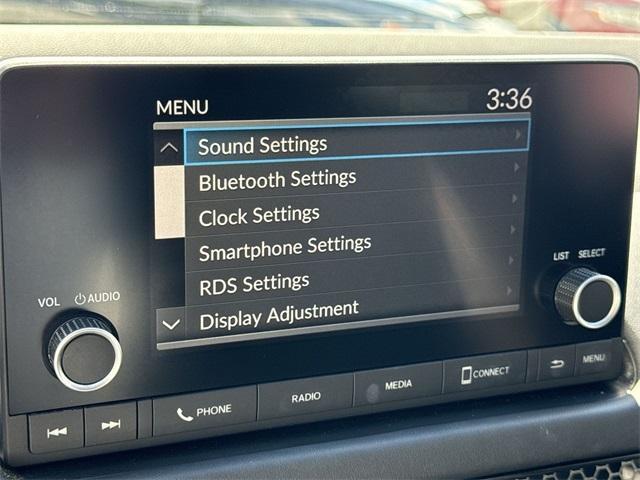 MENU 3:36
Sound Settings
Bluetooth Settings
Clock Settings
Smartphone Settings
RDS Settings
Display Adjustment
VOL AUDIO
LIST SELECT
PHONE RADIO MEDIA CONNECT MENU